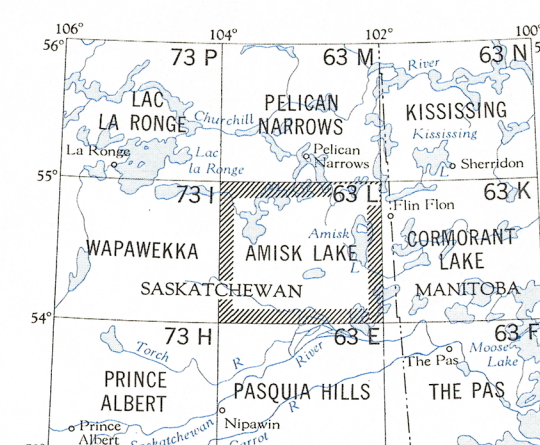 106° 104° 102° 100°
56°
73 P 63 M 63 N
River
LAC
LA RONGE
PELICAN
NARROWS
KISSISSING
Churchill
Kississing
La Ronge
Lac
la Ronge
Pelican
Narrows
L
Sherridon
55°
73 I 63 L 63 K
Flin Flon
WAPAWEKKA
Amisk
AMISK LAKE
L
CORMORANT
LAKE
SASKATCHEWAN
MANITOBA
54°
73 H 63 E 63 F
Torch
R
River
Moose
Lake
The Pas
PRINCE
ALBERT
PASQUIA HILLS
THE PAS
R
Nipawin
Prince
Albert
Saskatchewan
Carrot